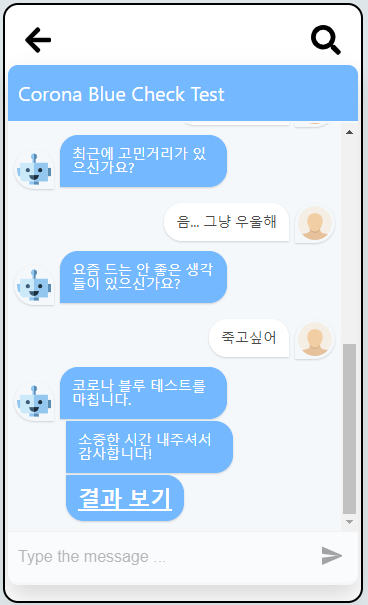 Corona Blue Check Test
최근에 고민거리가 있
으신가요?
음... 그냥 우울해
요즘 드는 안 좋은 생각
들이 있으신가요?
죽고싶어
코로나 블루 테스트를
마칩니다.
소중한 시간 내주셔서
감사합니다!
결과 보기
Type the message ...